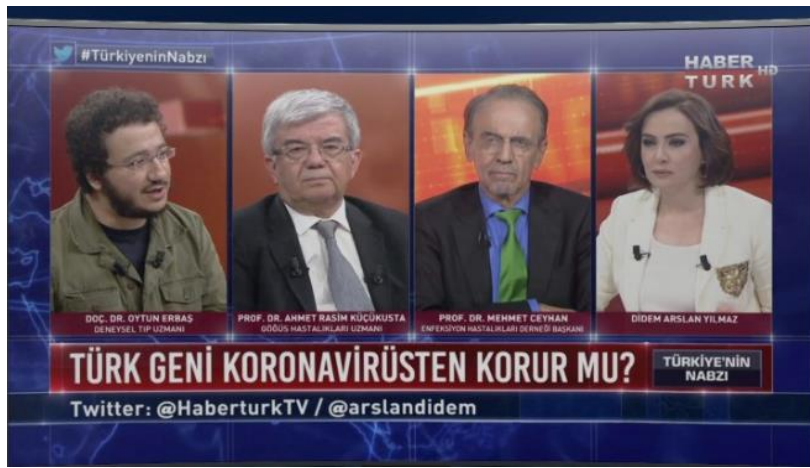 #TürkiyeninNabzı
HABER
TURK HD
DOÇ. DR. OYTUN ERBAŞ
DENEYSEL TIP UZMANI
PROF. DR. AHMET RASİM KÜÇÜKUSTA
GÖĞÜS HASTALIKLARI UZMANI
PROF. DR. MEHMET CEYHAN
ENFEKSİYON HASTALIKLARI DERNEĞİ BAŞKANI
DİDEM ARSLAN YILMAZ
TÜRK GENİ KORONAVİRÜSTEN KORUR MU?
TÜRKİYE'NİN
NABZI
Twitter: @HaberturkTV / @arslandidem